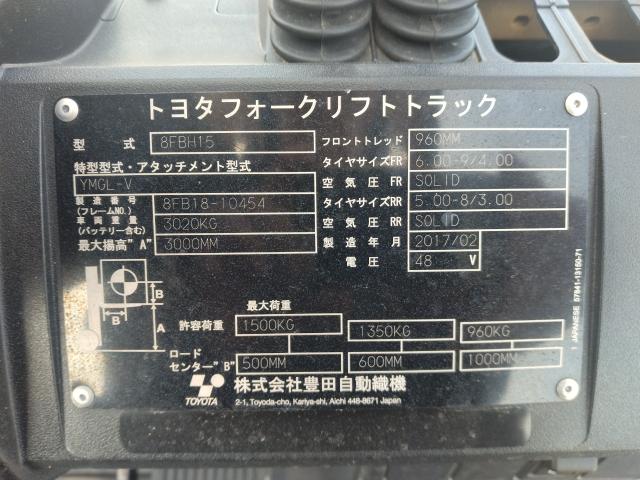 トヨタフォークリフトトラック
型式 8FBH15
フロントトレッド 960MM
特型型式・アタッチメント型式
タイヤサイズFR 6.00-9/4.00
YMGL-V
空気圧 FR SOLID
製造番号 (フレームNO.) 8FB18-10454
タイヤサイズRR 5.00-8/3.00
車両重量 (バッテリー含む) 3020KG
空気圧 RR SOLID
最大揚高"A" 3000MM
製造年月 2017/02
電圧 48 V
B
B
A
最大荷重
許容荷重 1500KG 1350KG 960KG
ロード
センター"B" 500MM 600MM 1000MM
TOYOTA
株式会社豊田自動織機
2-1, Toyoda-cho, Kariya-shi, Aichi 448-8671 Japan
1 JAPANESE 57841-13150-71